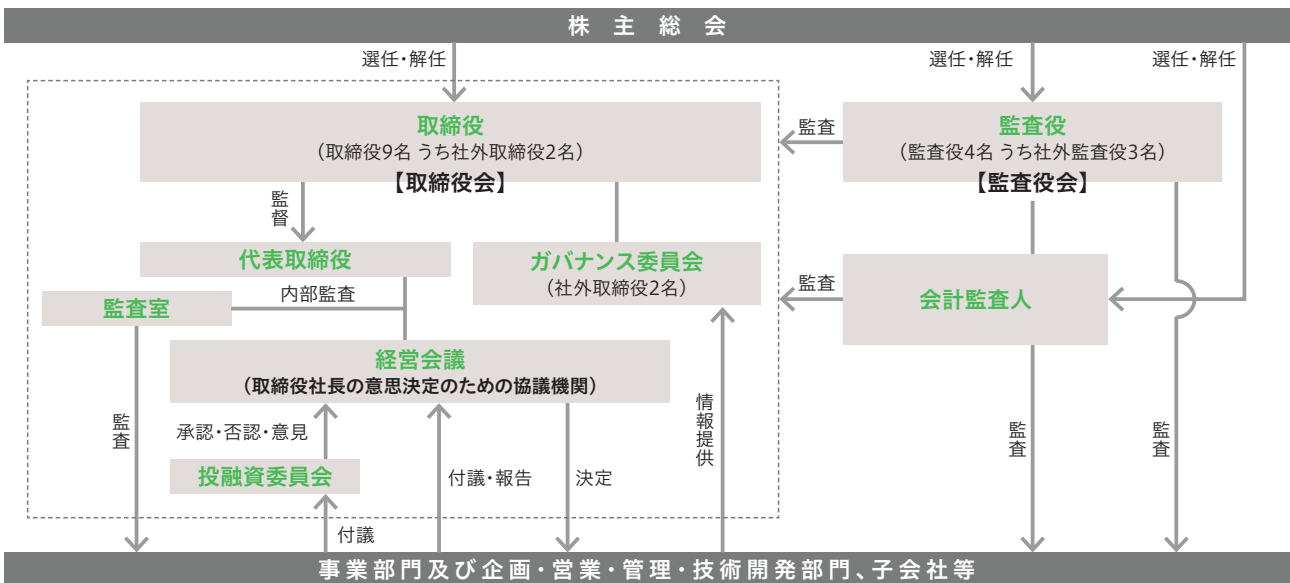 株主総会
選任・解任
選任・解任
選任・解任
取締役
（取締役9名 うち社外取締役2名）
【取締役会】
監査
監査役
（監査役4名 うち社外監査役3名）
【監査役会】
監督
代表取締役
ガバナンス委員会
（社外取締役2名）
監査
会計監査人
監査室
内部監査
経営会議
（取締役社長の意思決定のための協議機関）
監査
承認・否認・意見
投融資委員会
付議・報告
決定
情報提供
監査
監査
付議
事業部門及び企画・営業・管理・技術開発部門、子会社等